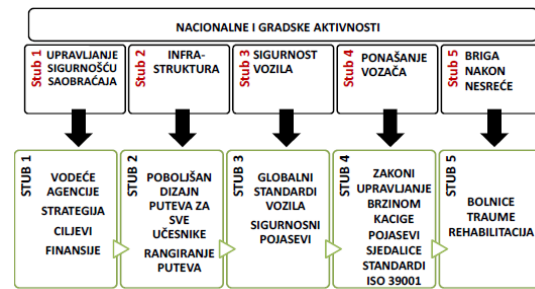 NACIONALNE I GRADSKE AKTIVNOSTI
Stub 1
UPRAVLJANJE
SIGURNOŠĆU
SAOBRAĆAJA
Stub 2
INFRA-
STRUKTURA
Stub 3
SIGURNOST
VOZILA
Stub 4
PONAŠANJE
VOZAČA
Stub 5
BRIGA
NAKON
NESREĆE
STUB 1
VODEĆE
AGENCIJE
STRATEGIJA
CILJEVI
FINANSIJE
STUB 2
POBOLJŠAN
DIZAJN
PUTEVA ZA
SVE
UČESNIKE
RANGIRANJE
PUTEVA
STUB 3
GLOBALNI
STANDARDI
VOZILA
SIGURNOSNI
POJASEVI
STUB 4
ZAKONI
UPRAVLJANJE
BRZINOM
KACIGE
POJASEVI
SJEDALICE
STANDARDI
ISO 39001
STUB 5
BOLNICE
TRAUME
REHABILITACIJA